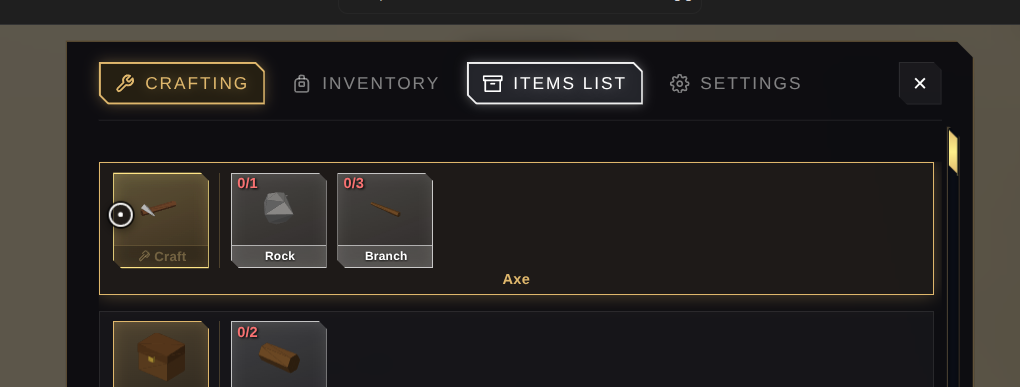 CRAFTING
INVENTORY
ITEMS LIST
SETTINGS
0/1
0/3
Craft
Rock
Branch
Axe
0/2